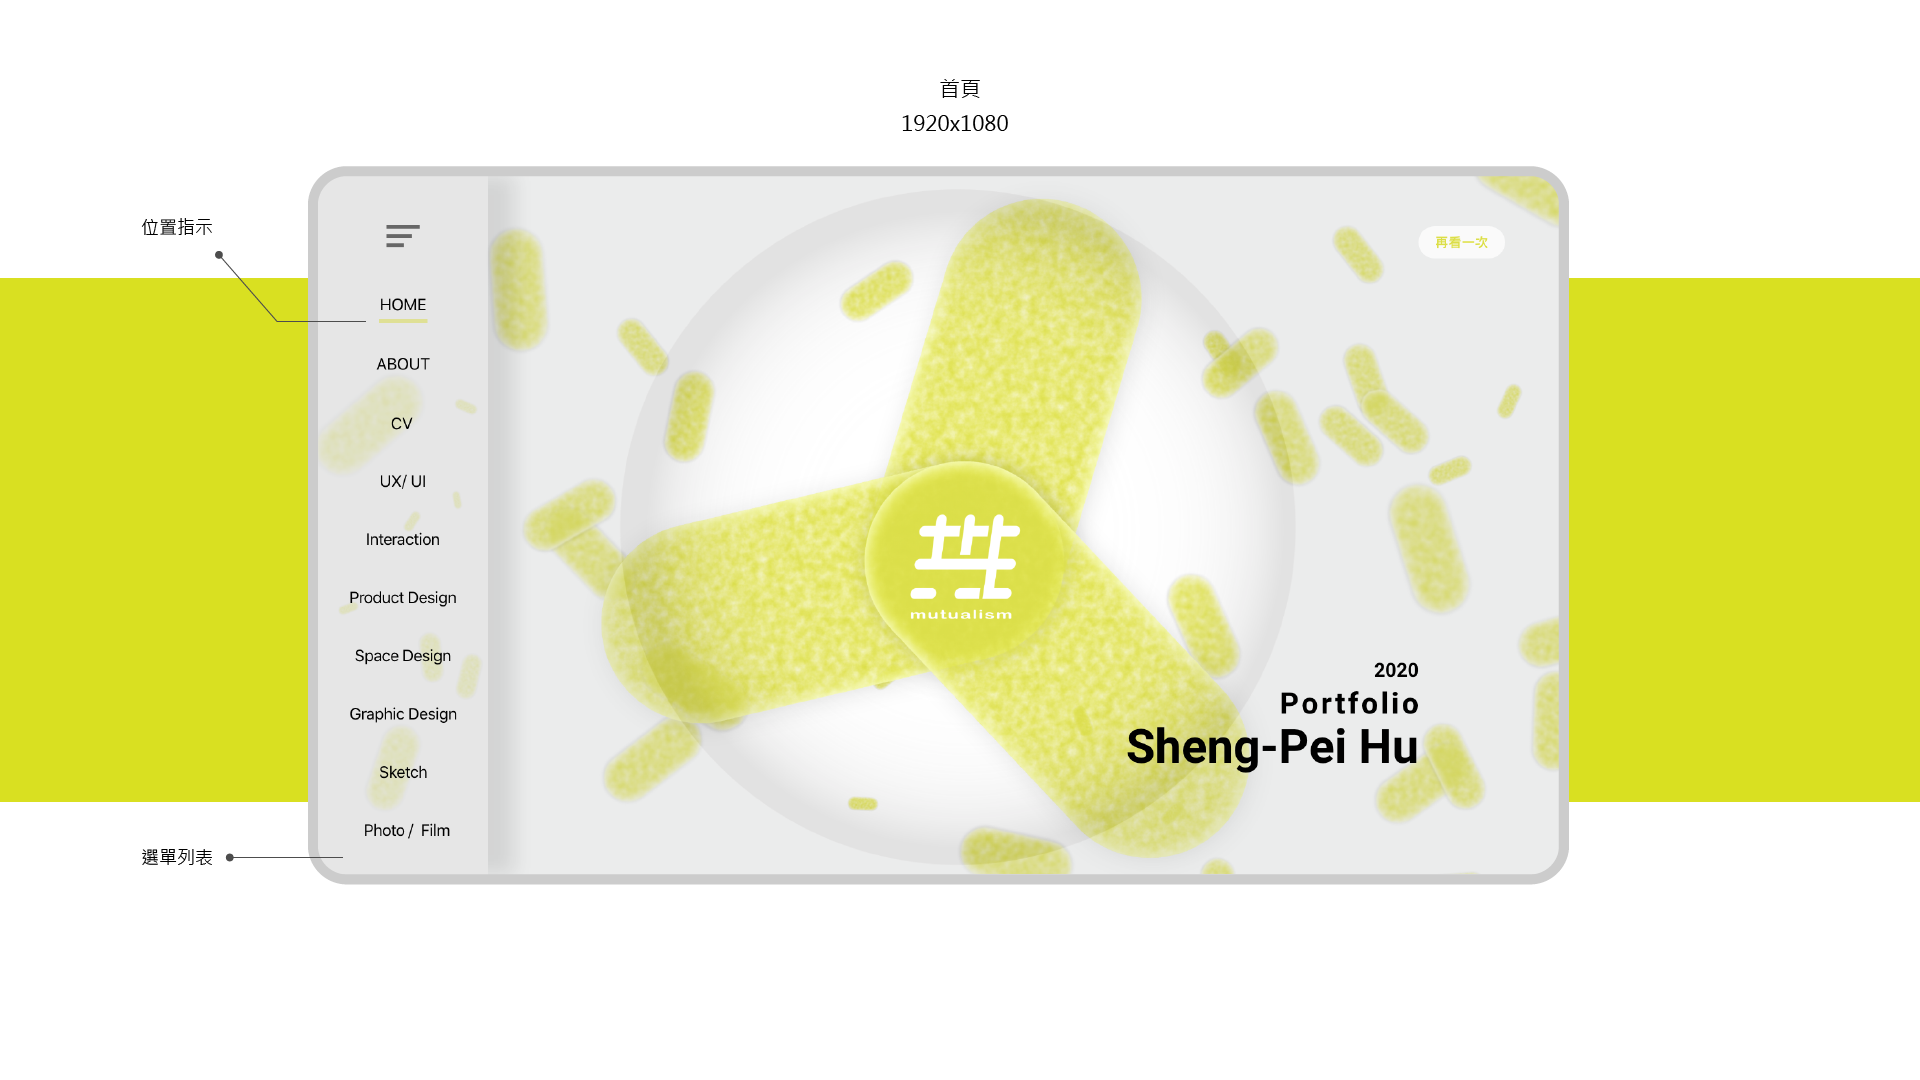 首頁
1920x1080
位置指示
再看一次
HOME
ABOUT
CV
UX/ UI
Interaction
Product Design
Space Design
Graphic Design
Sketch
Photo / Film
mutualism
2020
Portfolio
Sheng-Pei Hu
選單列表